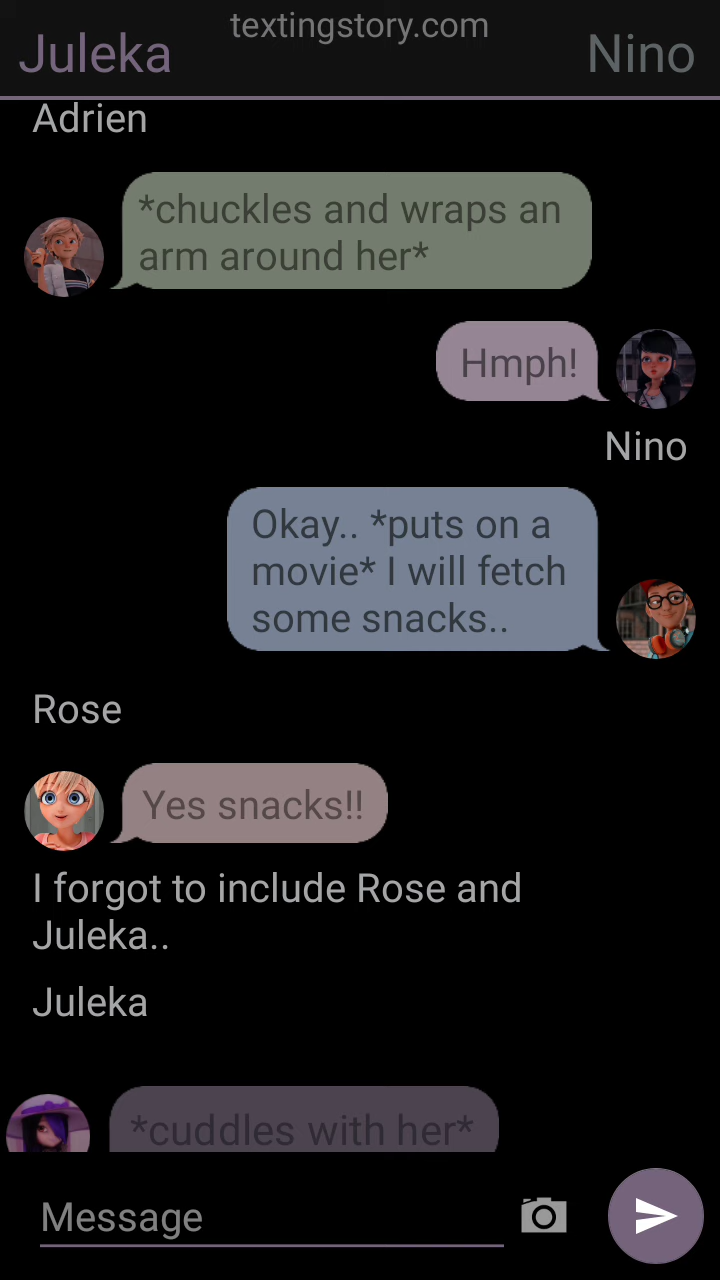 textingstory.com
Juleka
Nino
Adrien
*chuckles and wraps an
arm around her*
Hmph!
Nino
Okay.. *puts on a
movie* I will fetch
some snacks..
Rose
Yes snacks!!
I forgot to include Rose and
Juleka..
Juleka
*cuddles with her*
Message